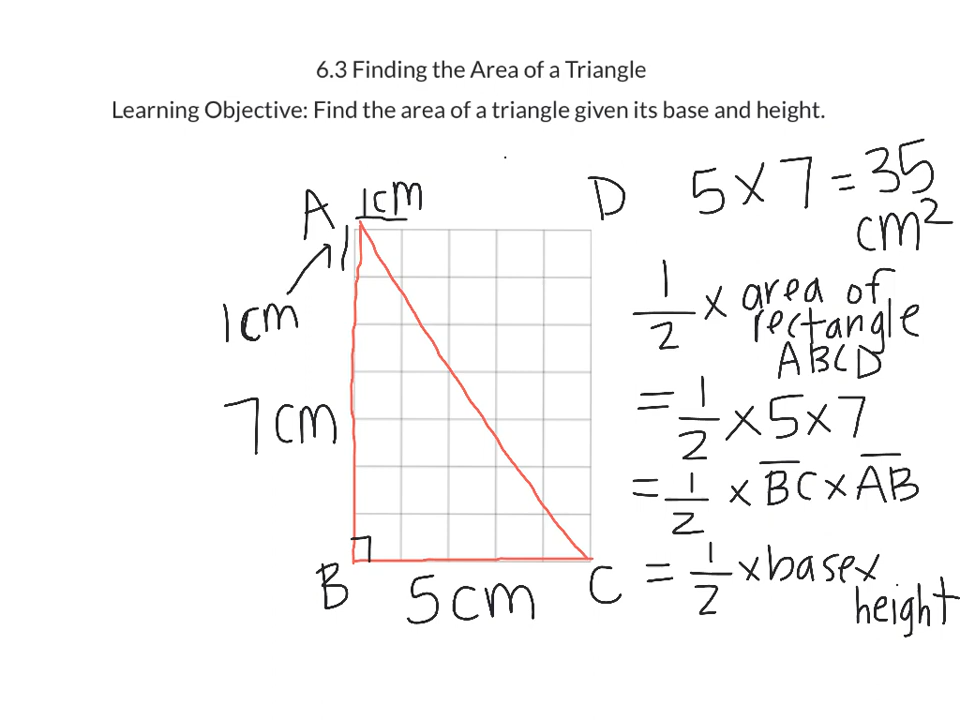 6.3 Finding the Area of a Triangle
Learning Objective: Find the area of a triangle given its base and height.
A 1cm D
1cm
7cm
B 5cm C
5 x 7 = 35
cm²
1/2 x area of
rectangle
ABCD
= 1/2 x 5 x 7
= 1/2 x B̅C x A̅B̅
= 1/2 x base x
height